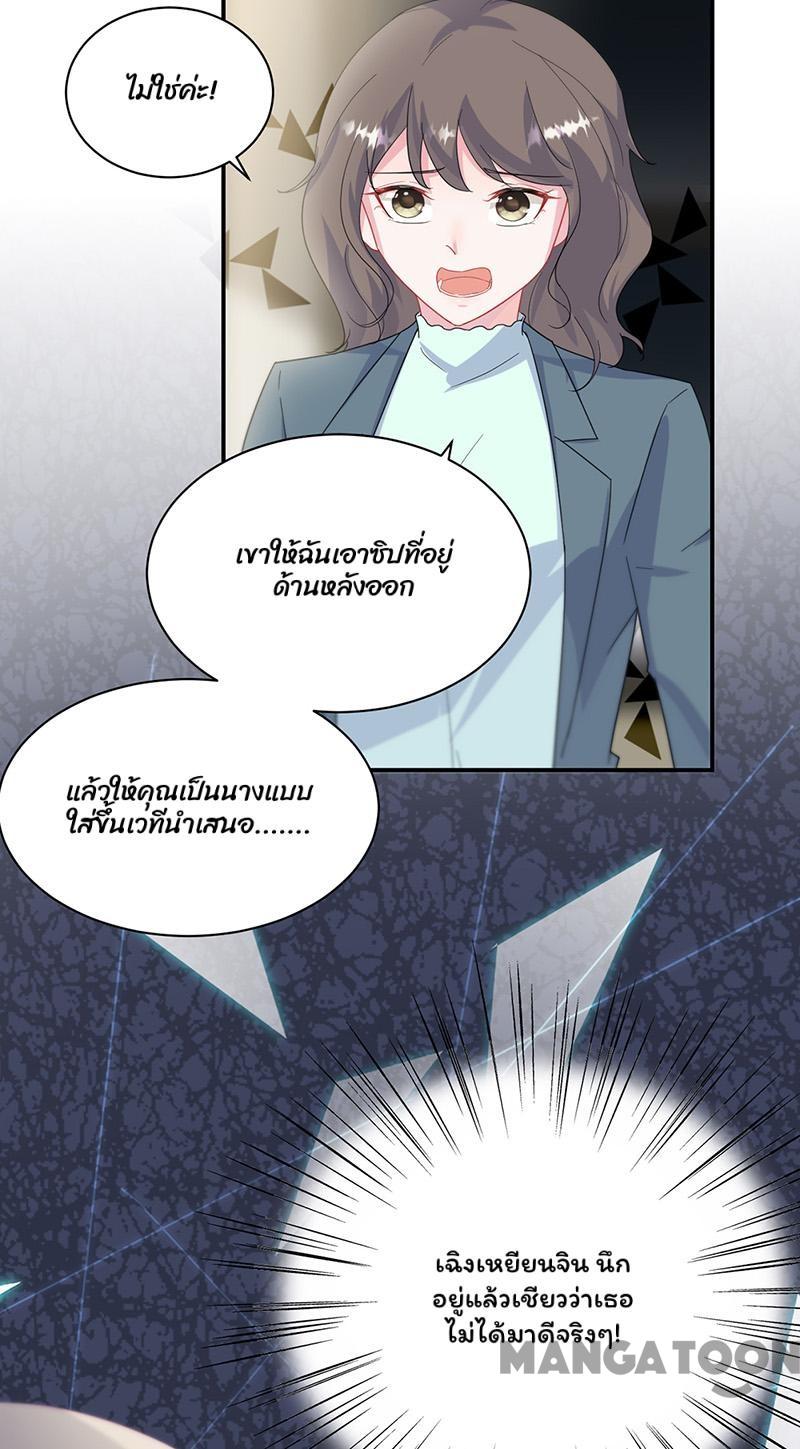 ไม่ใช่ค่ะ!
เขาให้ฉันเอาซิปที่อยู่
ด้านหลังออก
แล้วให้คุณเป็นนางแบบ
ใส่ขึ้นเวทีนำเสนอ.......
เฉิงเหยียนจิน นึก
อยู่แล้วเชียวว่าเธอ
ไม่ได้มาดีจริงๆ!
MANGATOON